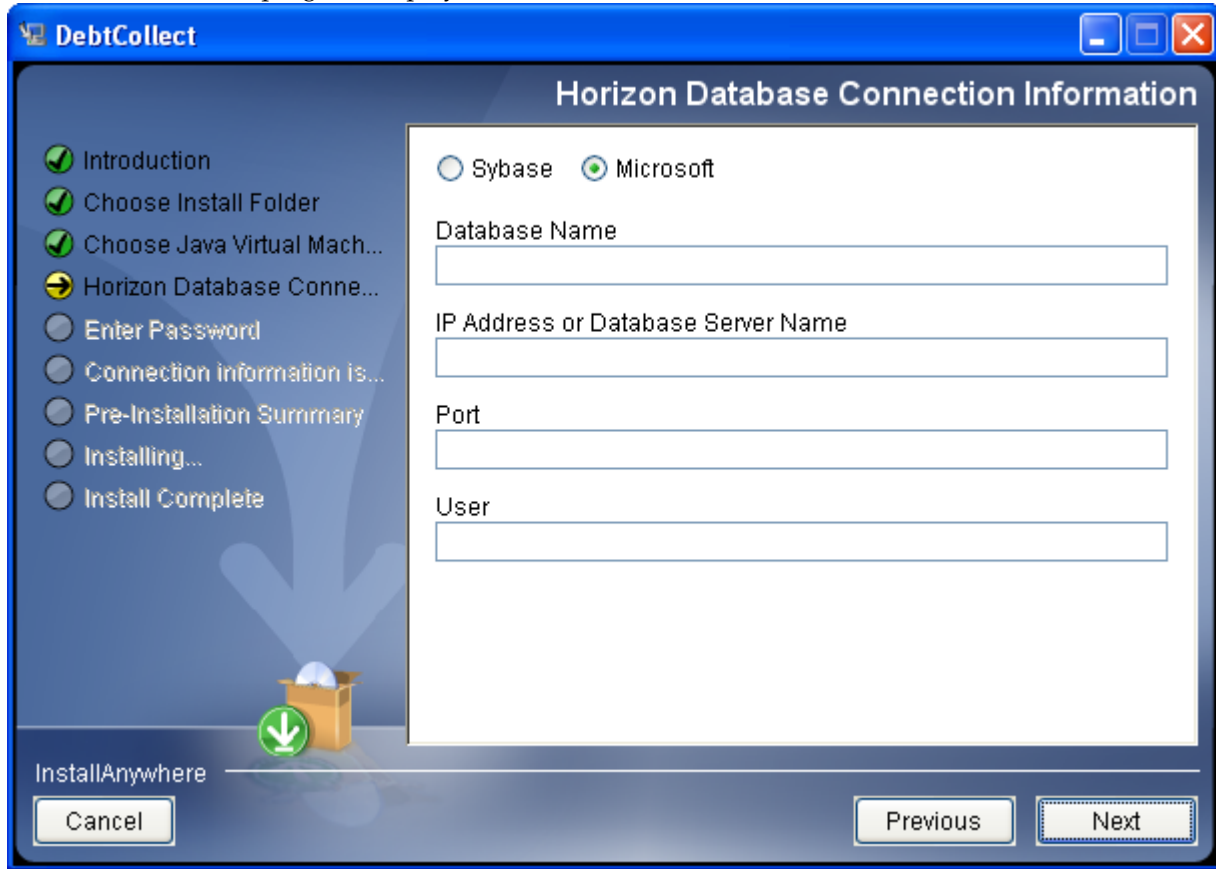 DebtCollect
Horizon Database Connection Information
Introduction
Choose Install Folder
Choose Java Virtual Mach...
Horizon Database Conne...
Enter Password
Connection information is...
Pre-Installation Summary
Installing...
Install Complete
Sybase Microsoft
Database Name
IP Address or Database Server Name
Port
User
InstallAnywhere
Cancel Previous Next